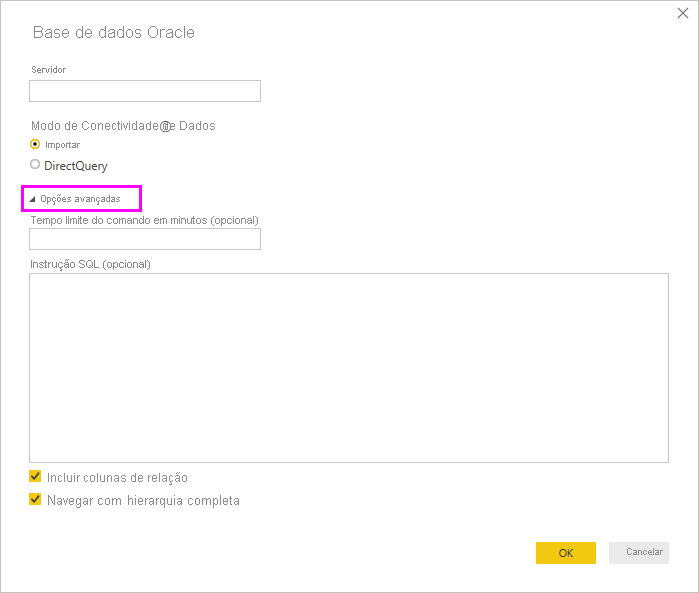 Base de dados Oracle
Servidor
Modo de Conectividade de Dados
Importar
DirectQuery
Opções avançadas
Tempo limite do comando em minutos (opcional)
Instrução SQL (opcional)
Incluir colunas de relação
Navegar com hierarquia completa
OK Cancelar